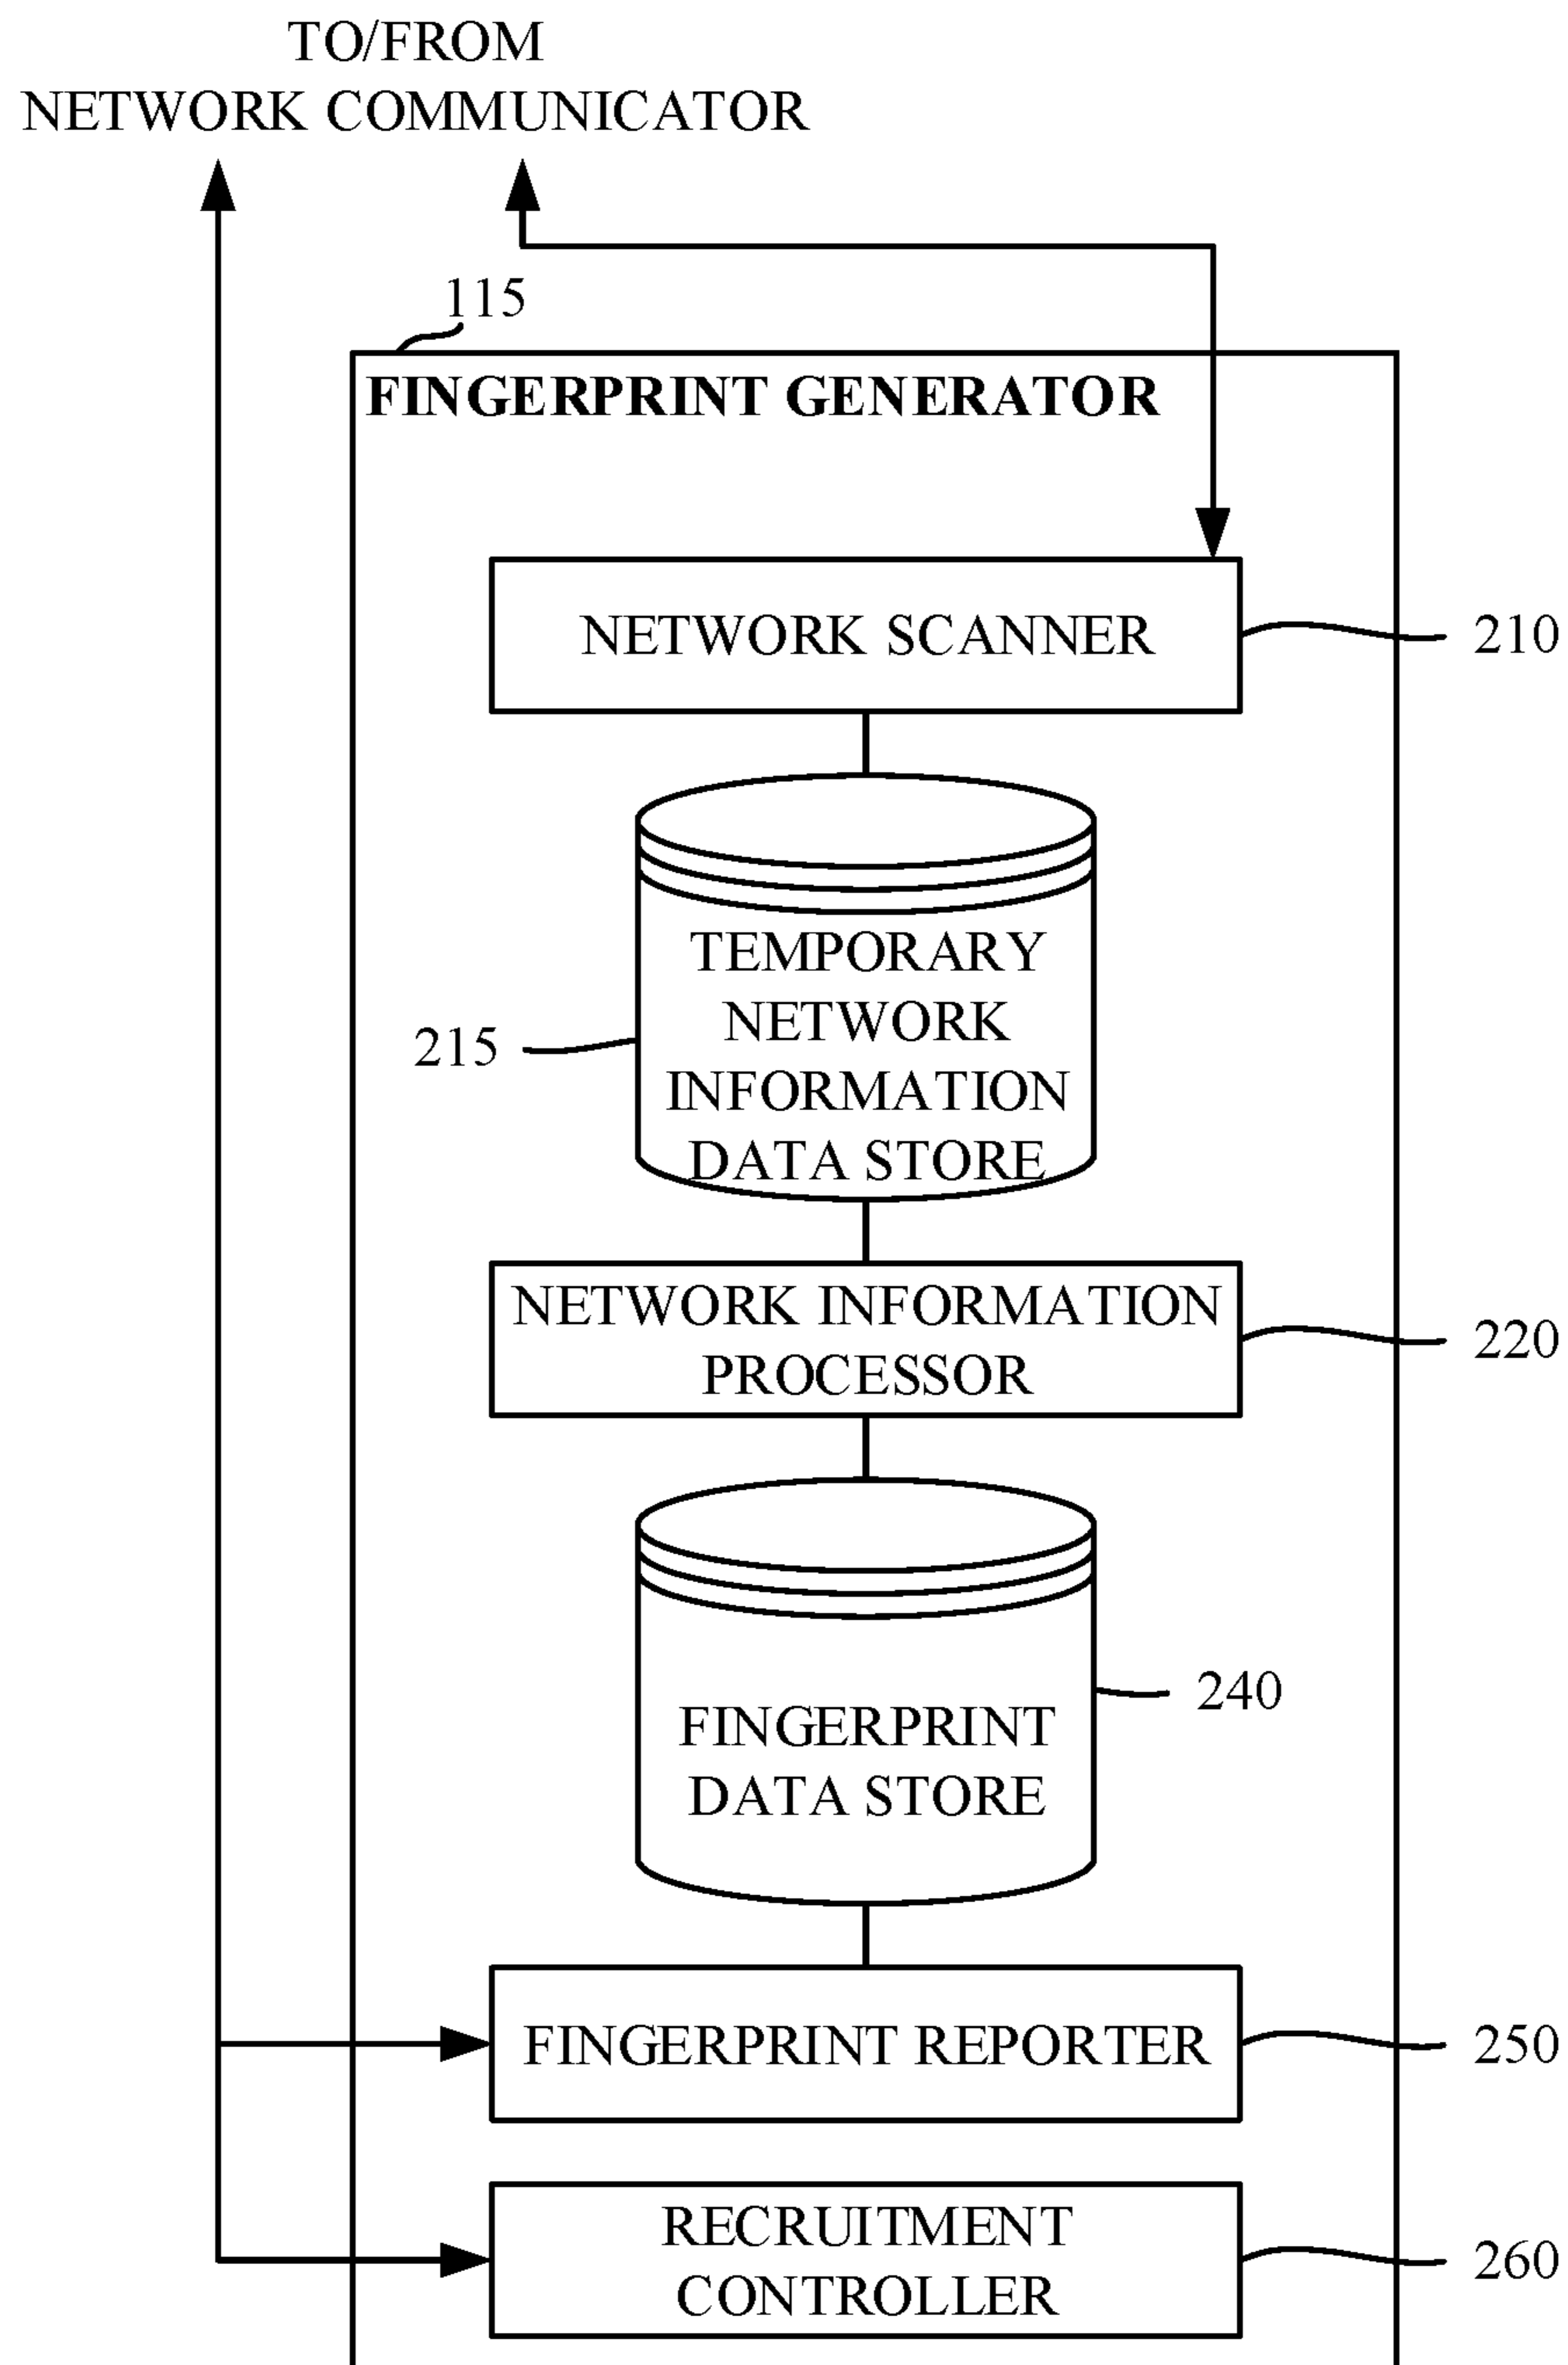 TO/FROM
NETWORK COMMUNICATOR
115
FINGERPRINT GENERATOR
NETWORK SCANNER
210
TEMPORARY
NETWORK
INFORMATION
DATA STORE
215
NETWORK INFORMATION
PROCESSOR
220
FINGERPRINT
DATA STORE
240
FINGERPRINT REPORTER
250
RECRUITMENT
CONTROLLER
260